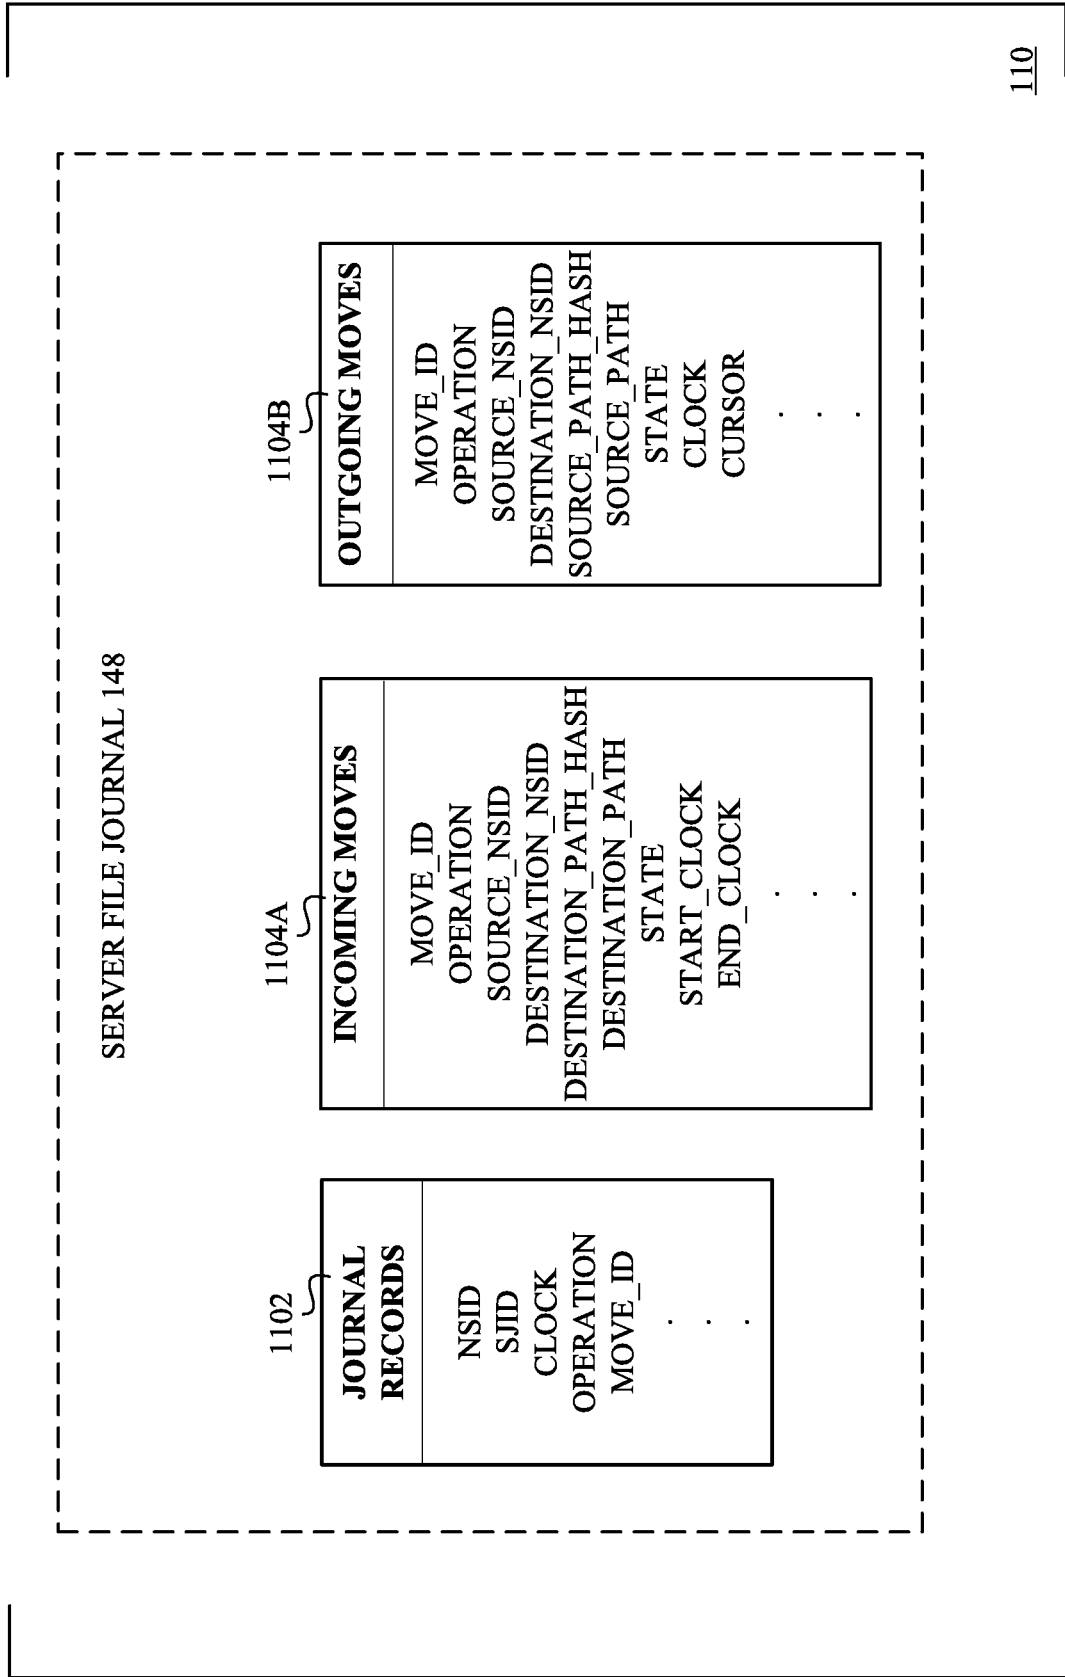 SERVER FILE JOURNAL 148
1102
JOURNAL
RECORDS
NSID
SJID
CLOCK
OPERATION
MOVE_ID
.
.
.
1104A
INCOMING MOVES
MOVE_ID
OPERATION
SOURCE_NSID
DESTINATION_NSID
DESTINATION_PATH_HASH
DESTINATION_PATH
STATE
START_CLOCK
END_CLOCK
.
.
.
1104B
OUTGOING MOVES
MOVE_ID
OPERATION
SOURCE_NSID
DESTINATION_NSID
SOURCE_PATH_HASH
SOURCE_PATH
STATE
CLOCK
CURSOR
.
.
.
110